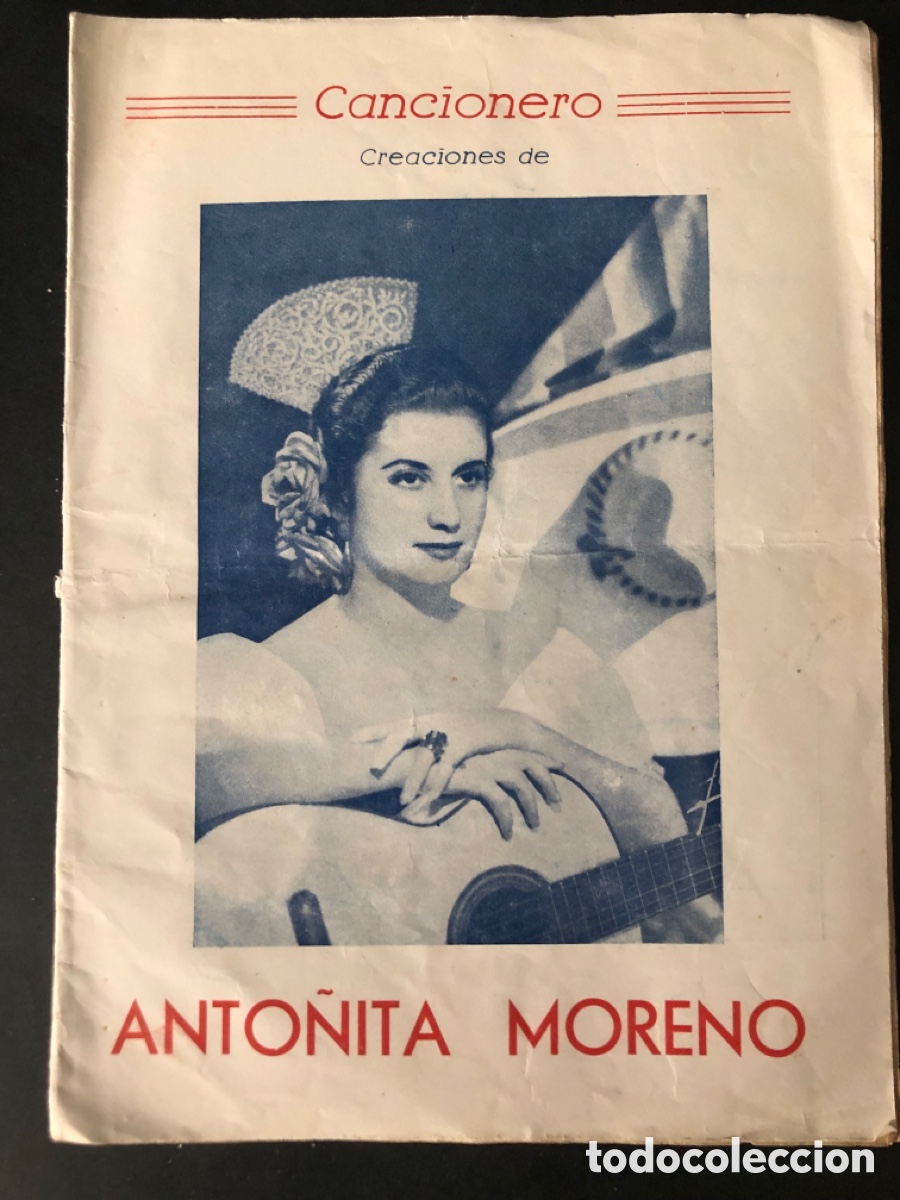 Cancionero
Creaciones de
ANTOÑITA MORENO
todocoleccion